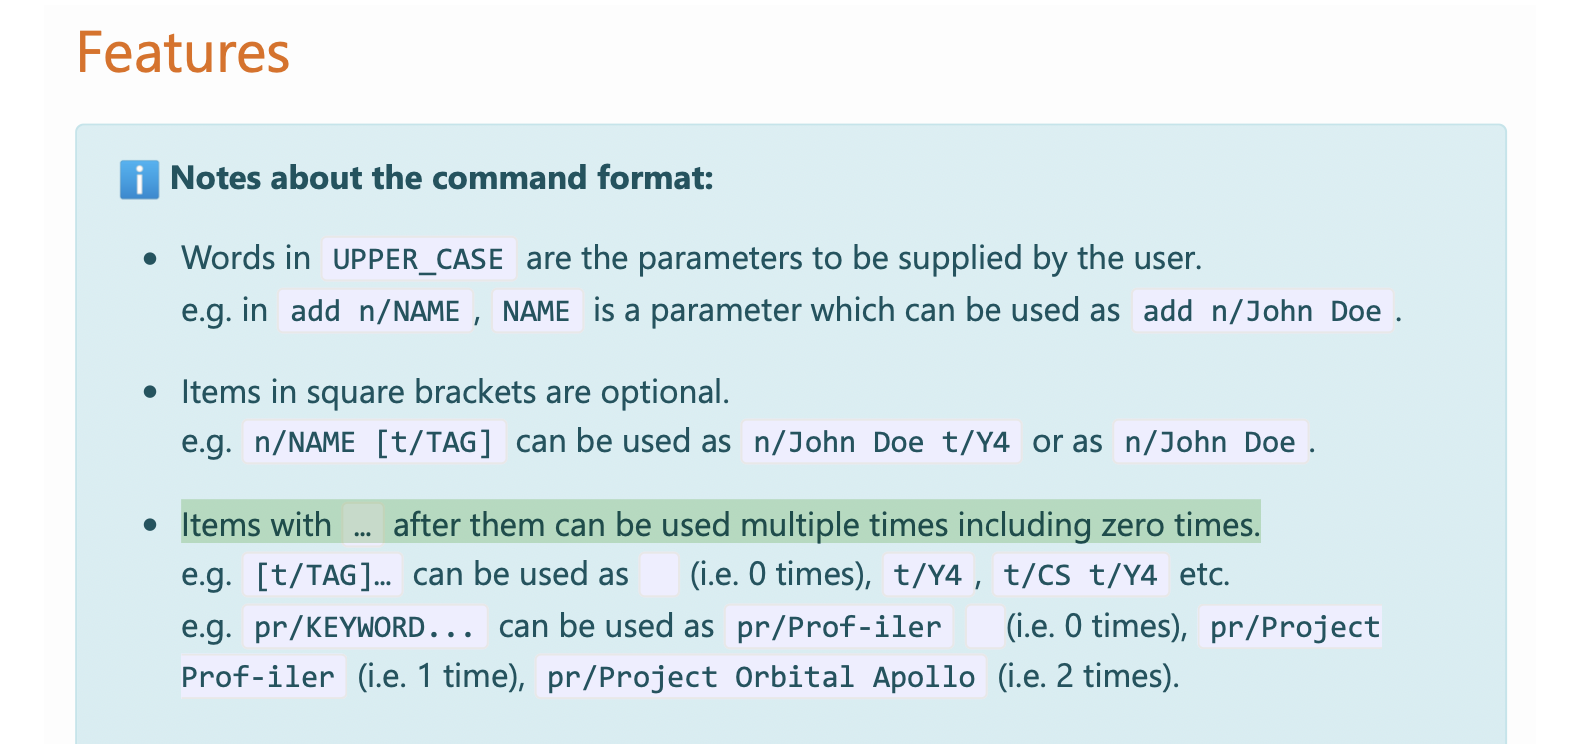 Features
ℹ Notes about the command format:
• Words in UPPER_CASE are the parameters to be supplied by the user.
e.g. in add n/NAME, NAME is a parameter which can be used as add n/John Doe.
• Items in square brackets are optional.
e.g. n/NAME [t/TAG] can be used as n/John Doe t/Y4 or as n/John Doe.
• Items with … after them can be used multiple times including zero times.
e.g. [t/TAG]… can be used as   (i.e. 0 times), t/Y4, t/CS t/Y4 etc.
e.g. pr/KEYWORD... can be used as pr/Prof-iler   (i.e. 0 times), pr/Project
Prof-iler (i.e. 1 time), pr/Project Orbital Apollo (i.e. 2 times).